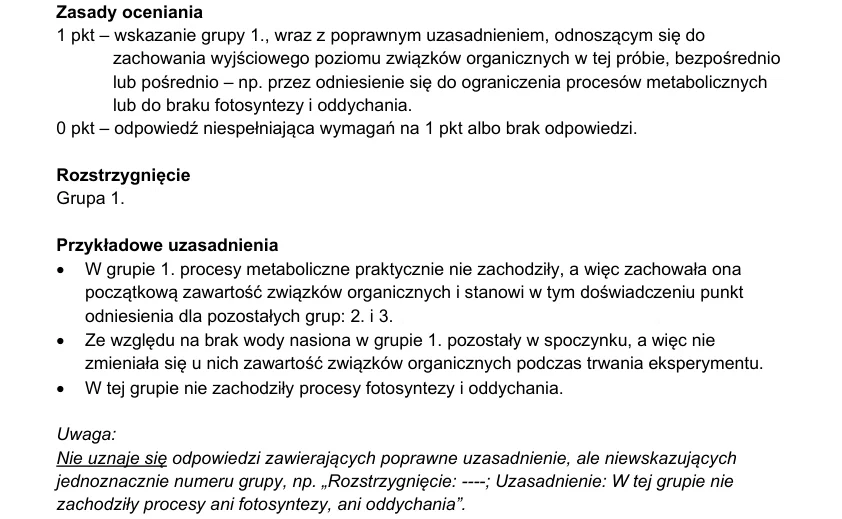 Zasady oceniania
1 pkt – wskazanie grupy 1., wraz z poprawnym uzasadnieniem, odnoszącym się do
zachowania wyjściowego poziomu związków organicznych w tej próbie, bezpośrednio
lub pośrednio – np. przez odniesienie się do ograniczenia procesów metabolicznych
lub do braku fotosyntezy i oddychania.
0 pkt – odpowiedź niespełniająca wymagań na 1 pkt albo brak odpowiedzi.
Rozstrzygnięcie
Grupa 1.
Przykładowe uzasadnienia
• W grupie 1. procesy metaboliczne praktycznie nie zachodziły, a więc zachowała ona
początkową zawartość związków organicznych i stanowi w tym doświadczeniu punkt
odniesienia dla pozostałych grup: 2. i 3.
• Ze względu na brak wody nasiona w grupie 1. pozostały w spoczynku, a więc nie
zmieniała się u nich zawartość związków organicznych podczas trwania eksperymentu.
• W tej grupie nie zachodziły procesy fotosyntezy i oddychania.
Uwaga:
Nie uznaje się odpowiedzi zawierających poprawne uzasadnienie, ale niewskazujących
jednoznacznie numeru grupy, np. „Rozstrzygnięcie: ----; Uzasadnienie: W tej grupie nie
zachodziły procesy ani fotosyntezy, ani oddychania”.